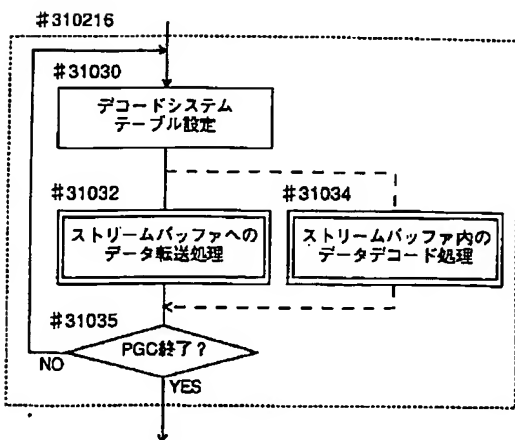 #310216
#31030
デコードシステム
テーブル設定
#31032
#31034
ストリームバッファへの
データ転送処理
ストリームバッファ内の
データデコード処理
#31035
PGC終了？
NO
YES